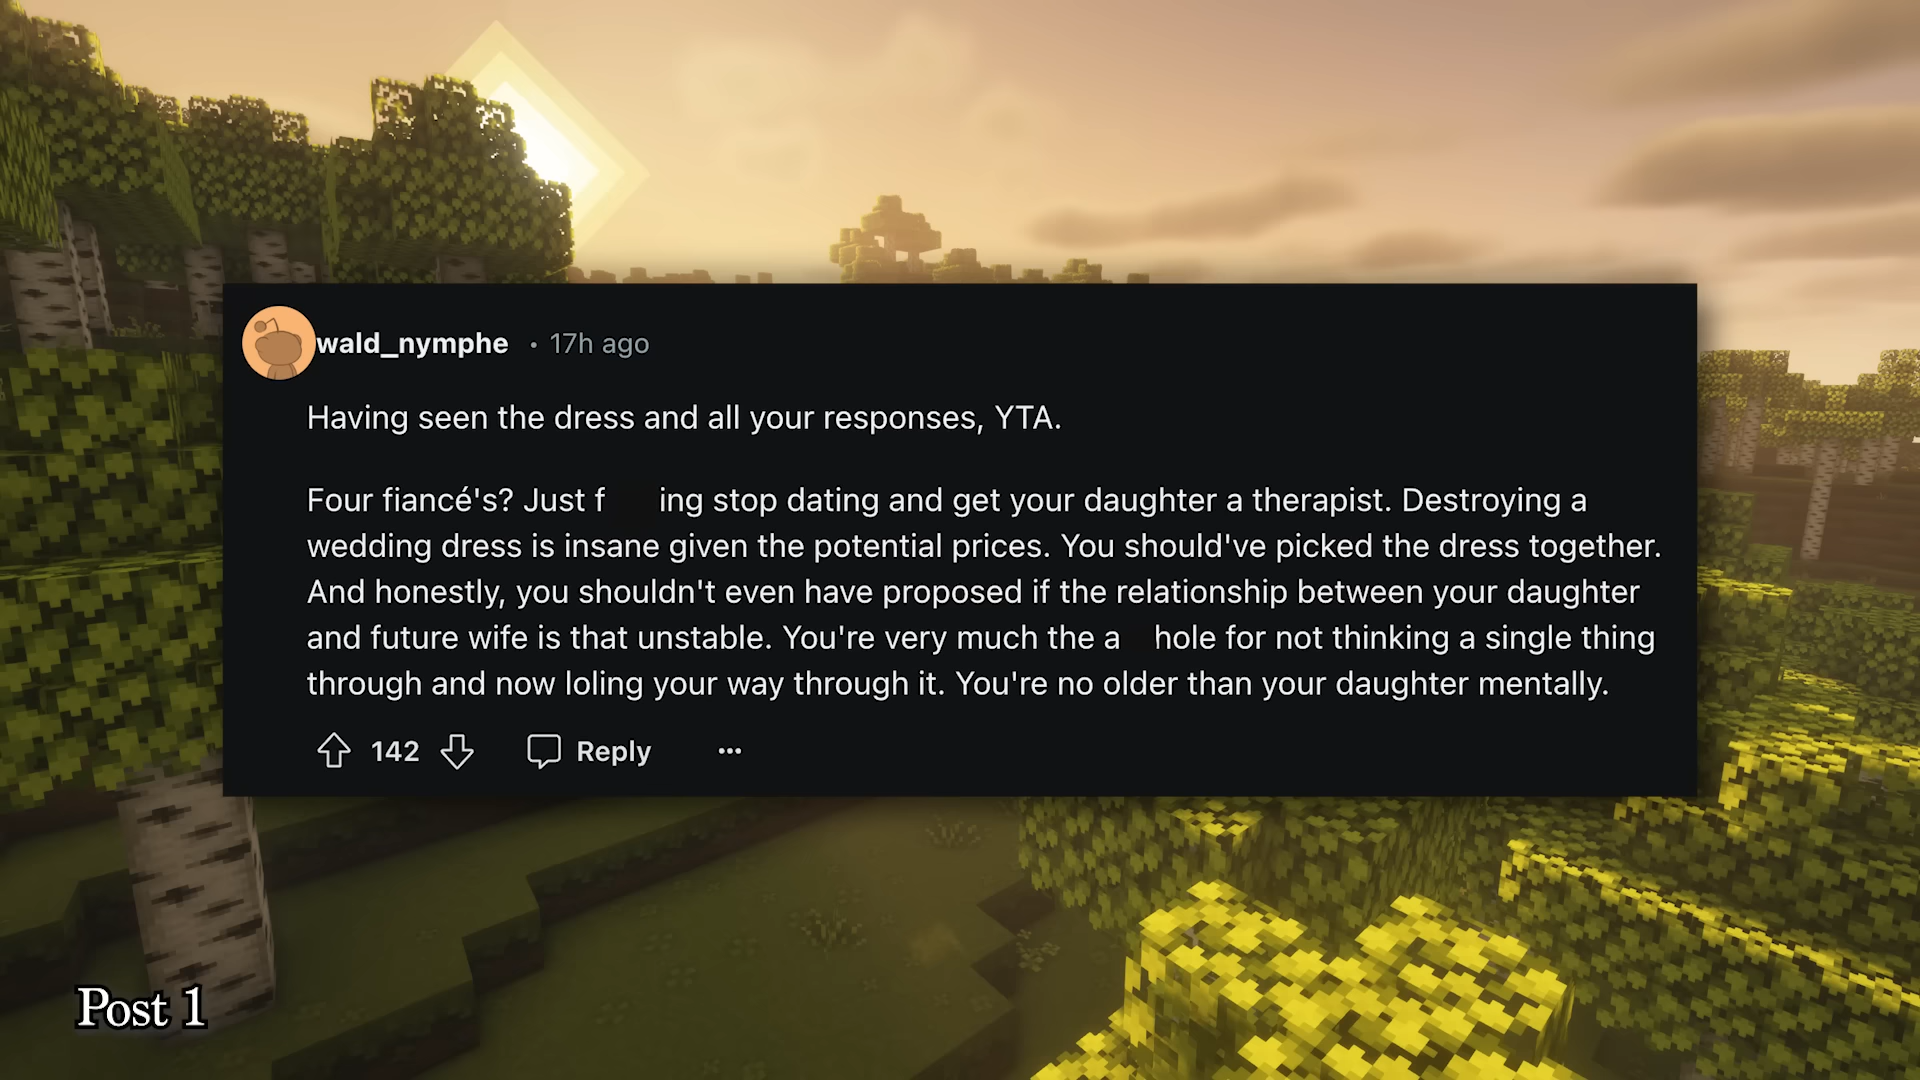 wald_nymphe • 17h ago
Having seen the dress and all your responses, YTA.
Four fiancé's? Just f ing stop dating and get your daughter a therapist. Destroying a
wedding dress is insane given the potential prices. You should've picked the dress together.
And honestly, you shouldn't even have proposed if the relationship between your daughter
and future wife is that unstable. You're very much the a hole for not thinking a single thing
through and now loling your way through it. You're no older than your daughter mentally.
142 Reply ...
Post 1